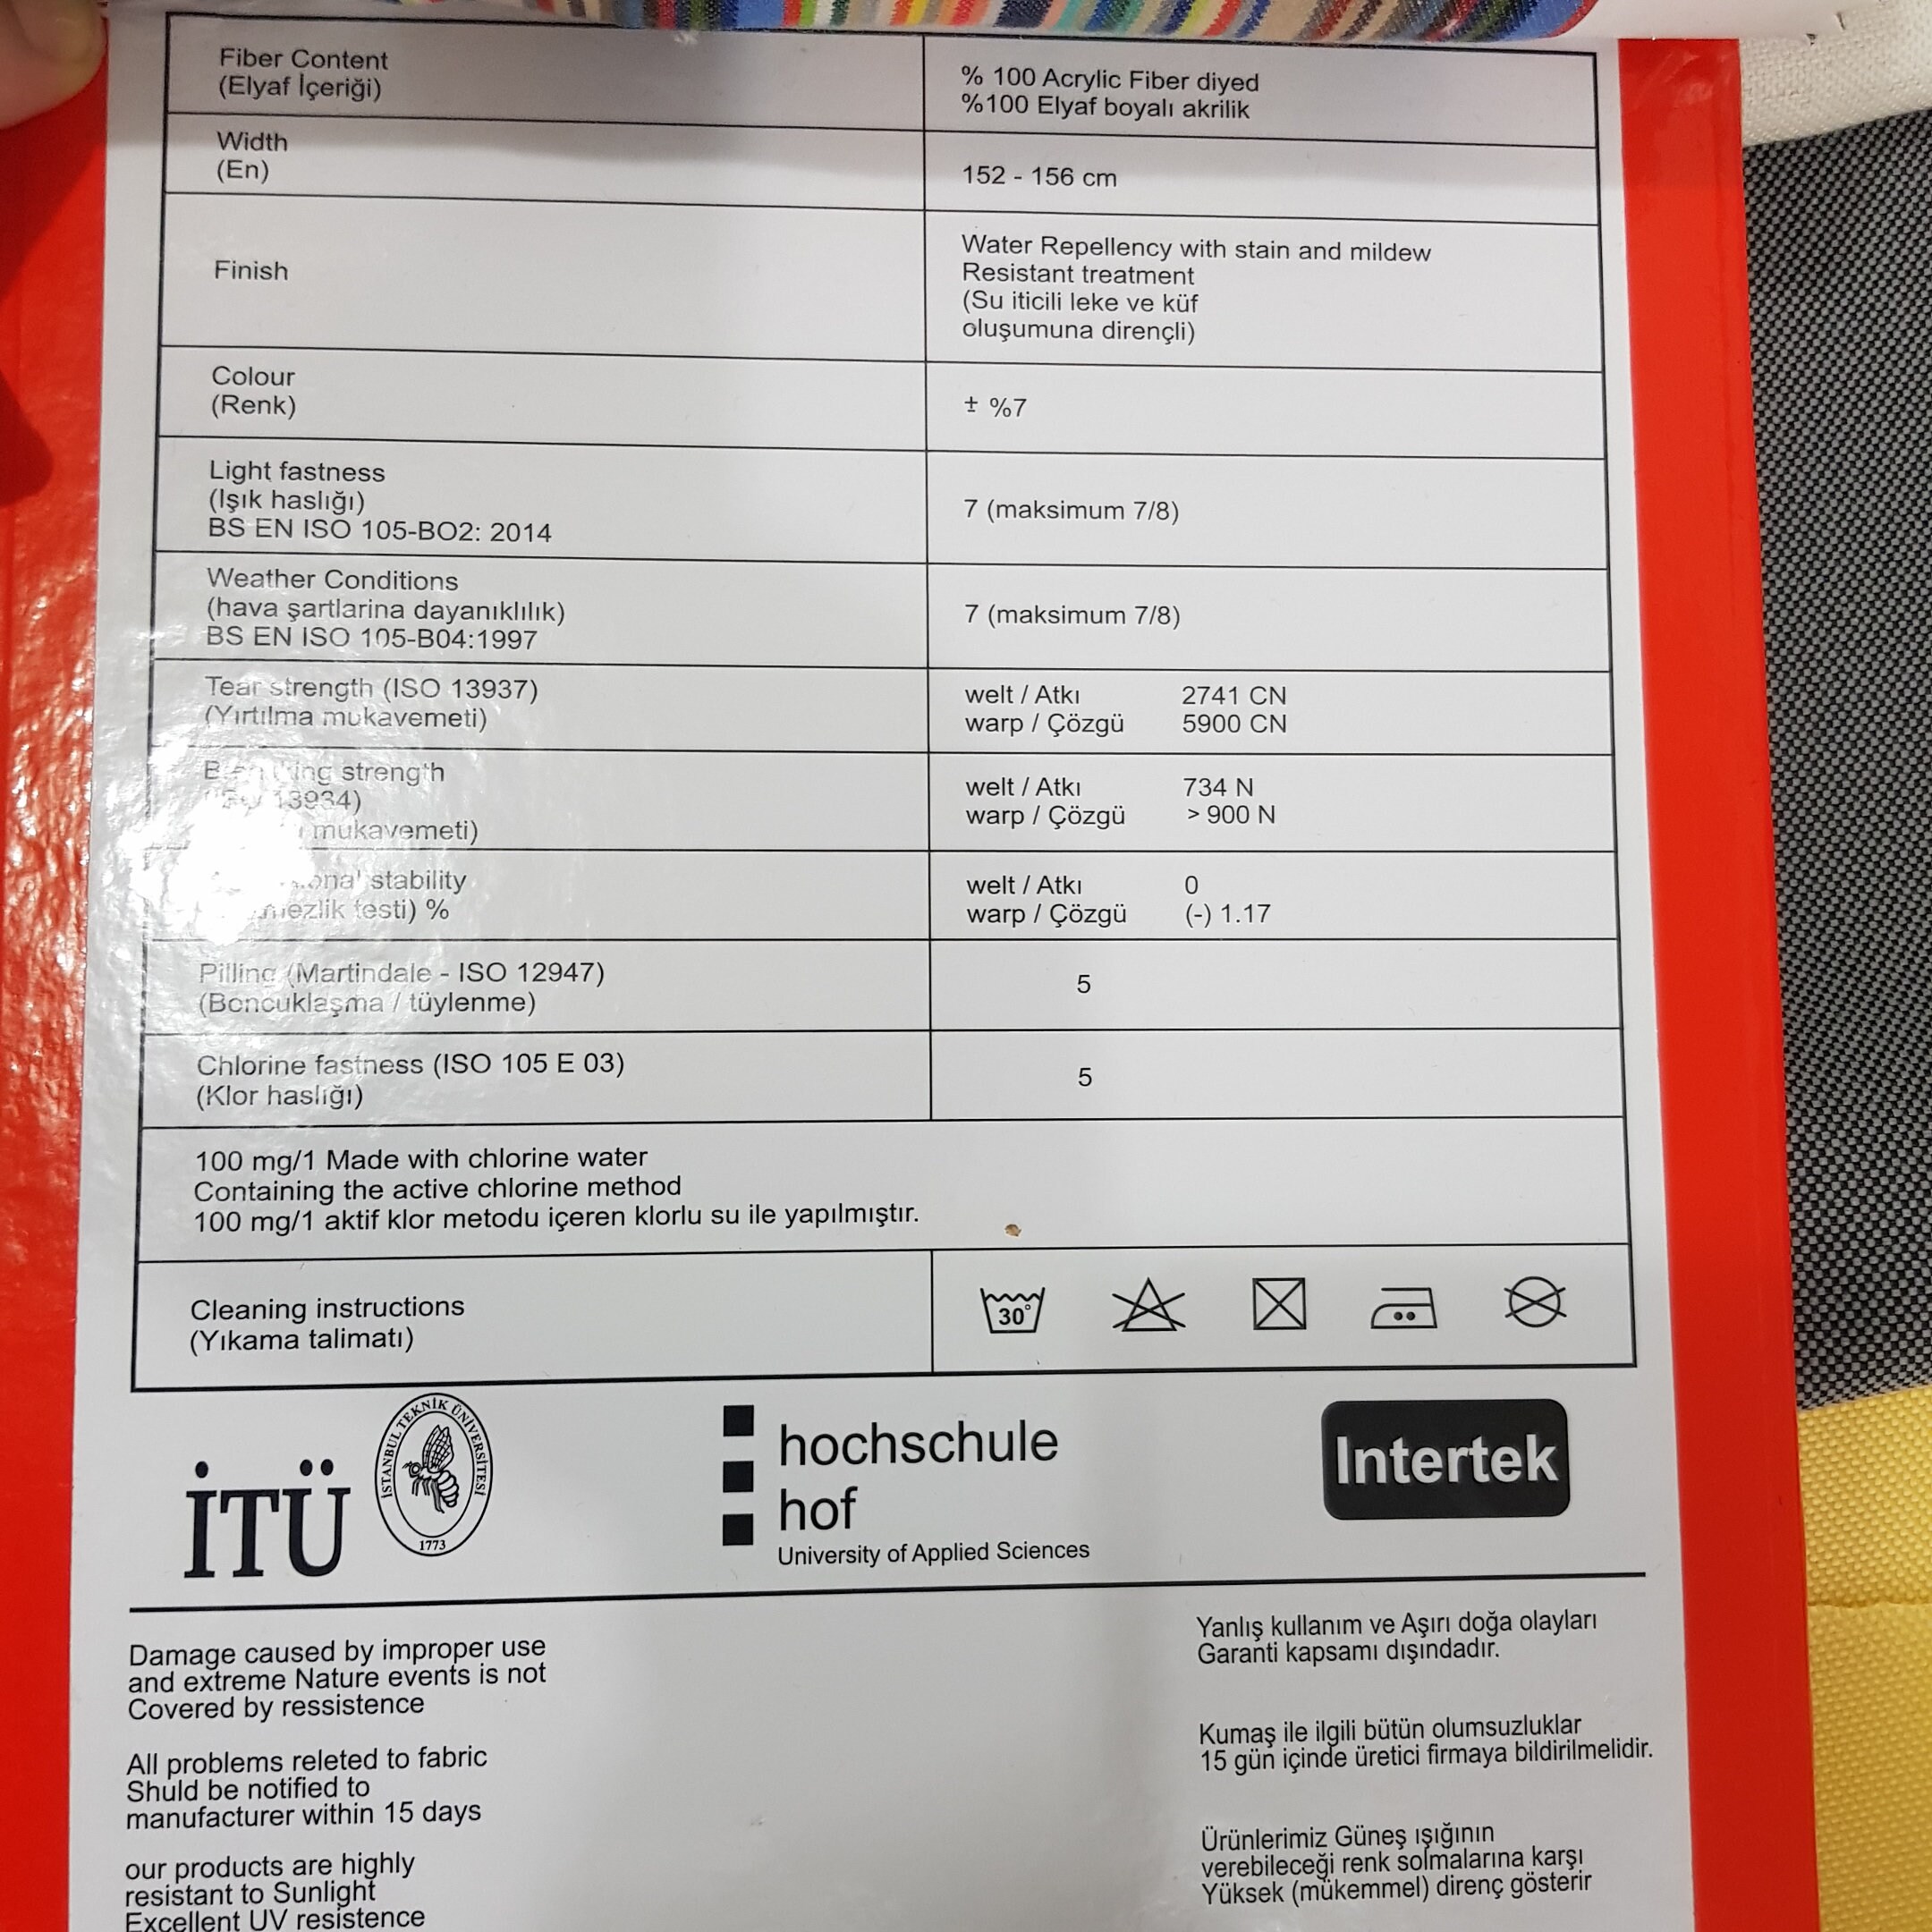 Fiber Content
(Elyaf İçeriği)
% 100 Acrylic Fiber diyed
%100 Elyaf boyalı akrilik
Width
(En)
152 - 156 cm
Finish
Water Repellency with stain and mildew
Resistant treatment
(Su iticili leke ve küf
oluşumuna dirençli)
Colour
(Renk)
± %7
Light fastness
(Işık haslığı)
BS EN ISO 105-BO2: 2014
7 (maksimum 7/8)
Weather Conditions
(hava şartlarina dayanıklılık)
BS EN ISO 105-B04:1997
7 (maksimum 7/8)
Tear strength (ISO 13937)
(Yırtılma mukavemeti)
welt / Atkı 2741 CN
warp / Çözgü 5900 CN
strength
13934)
mukavemeti)
welt / Atkı 734 N
warp / Çözgü > 900 N
stability
testi) %
welt / Atkı 0
warp / Çözgü (-) 1.17
Pilling (Martindale - ISO 12947)
(Boncuklaşma / tüylenme)
5
Chlorine fastness (ISO 105 E 03)
(Klor haslığı)
5
100 mg/1 Made with chlorine water
Containing the active chlorine method
100 mg/1 aktif klor metodu içeren klorlu su ile yapılmıştır.
Cleaning instructions
(Yıkama talimatı)
30°
İTÜ
İSTANBUL TEKNİK ÜNİVERSİTESİ
1773
hochschule
hof
University of Applied Sciences
Intertek
Damage caused by improper use
and extreme Nature events is not
Covered by ressistence
All problems releted to fabric
Shuld be notified to
manufacturer within 15 days
our products are highly
resistant to Sunlight
Excellent UV resistence
Yanlış kullanım ve Aşırı doğa olayları
Garanti kapsamı dışındadır.
Kumaş ile ilgili bütün olumsuzluklar
15 gün içinde üretici firmaya bildirilmelidir.
Ürünlerimiz Güneş ışığının
verebileceği renk solmalarına karşı
Yüksek (mükemmel) direnç gösterir